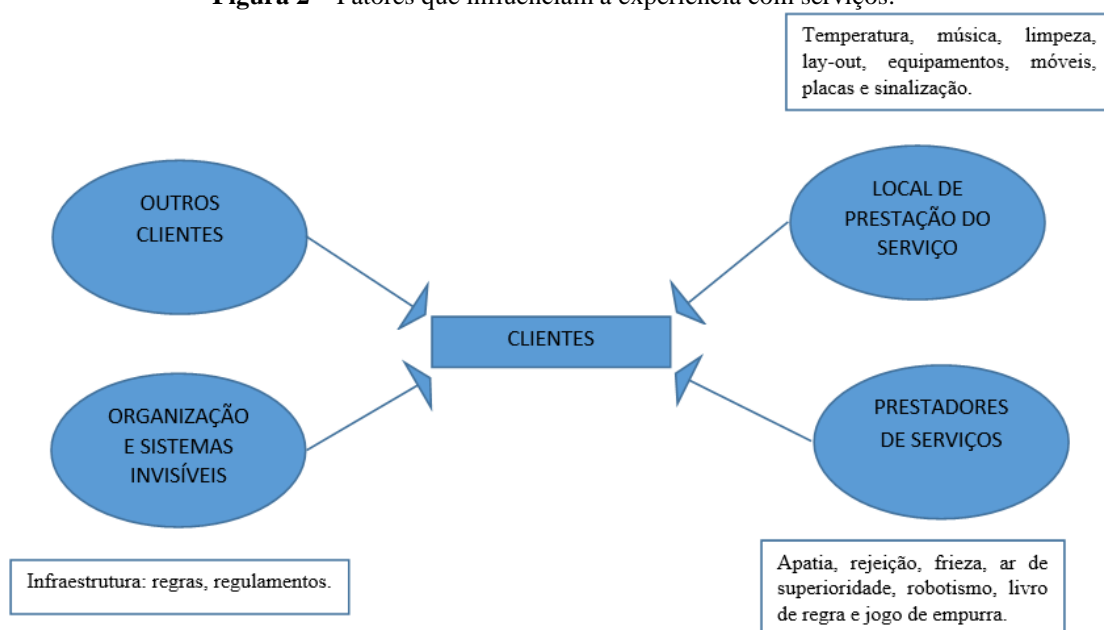 Figura 2 – Fatores que influenciam a experiência com serviços.
Temperatura, música, limpeza,
lay-out, equipamentos, móveis,
placas e sinalização.
OUTROS
CLIENTES
LOCAL DE
PRESTAÇÃO DO
SERVIÇO
CLIENTES
ORGANIZAÇÃO
E SISTEMAS
INVISÍVEIS
PRESTADORES
DE SERVIÇOS
Infraestrutura: regras, regulamentos.
Apatia, rejeição, frieza, ar de
superioridade, robotismo, livro
de regra e jogo de empurra.